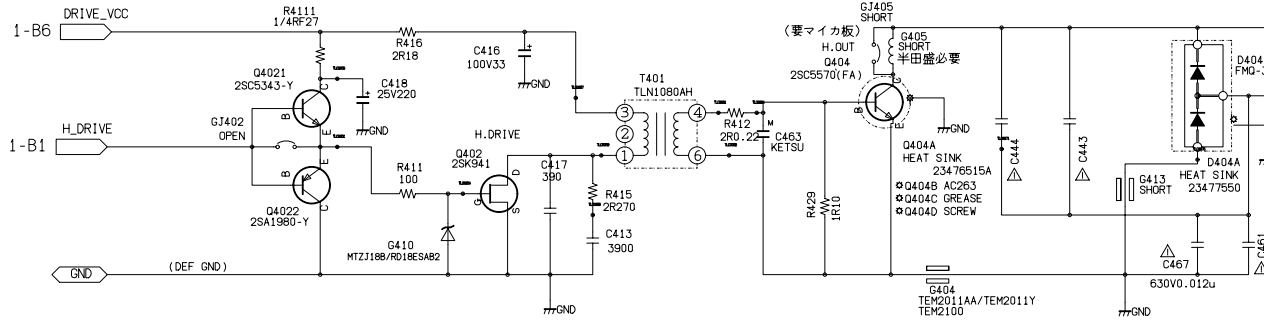 DRIVE_VCC
1-B6
R4111
1/4RF27
R416
2R18
C416
100V33
GND
Q4021
2SC5343-Y
C
B
E
C418
25V220
GND
GJ402
OPEN
H_DRIVE
1-B1
E
B
C
Q4022
2SA1980-Y
R411
100
H.DRIVE
Q402
2SK941
D
G
S
G410
MTZJ18B/RD18ESAB2
C417
390
R415
2R270
C413
3900
GND
(DEF GND)
GND
T401
TLN1080AH
3
2
1
4
6
R412
2R0.22
M
C463
KETSU
GJ405
SHORT
(要マイカ板)
H.OUT
Q404
2SC5570(FA)
G405
SHORT
半田盛必要
C
B
E
GND
Q404A
HEAT SINK
23476515A
Q404B AC263
Q404C GREASE
Q404D SCREW
R429
1R10
G404
TEM2011AA/TEM2011Y
TEM2100
C444
C443
G413
SHORT
GND
D404
FMQ-
D404A
HEAT SINK
23477550
C467
630V0.012u
C461